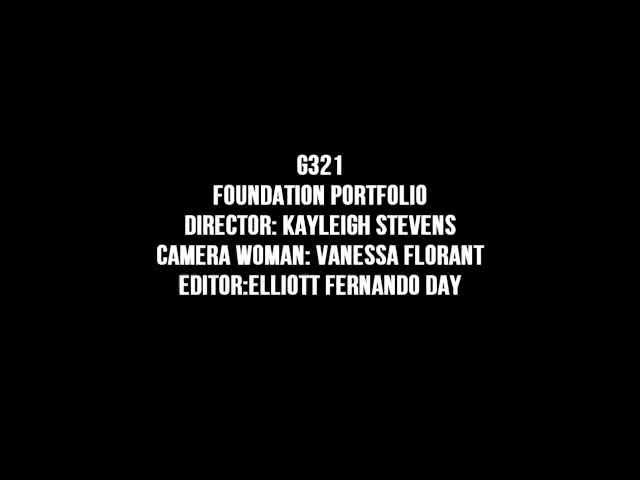 G321
FOUNDATION PORTFOLIO
DIRECTOR: KAYLEIGH STEVENS
CAMERA WOMAN: VANESSA FLORANT
EDITOR:ELLIOTT FERNANDO DAY